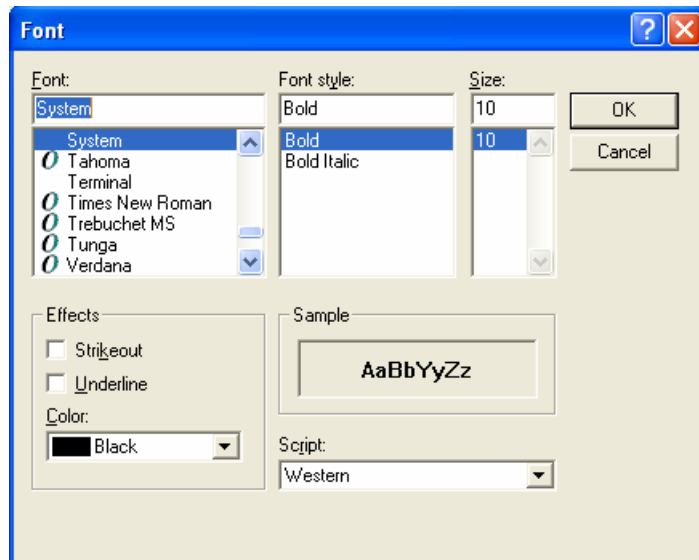 Font
Font:
System
System
Tahoma
Terminal
Times New Roman
Trebuchet MS
Tunga
Verdana
Font style:
Bold
Bold
Bold Italic
Size:
10
10
OK
Cancel
Effects
Strikeout
Underline
Color:
Black
Sample
AaBbYyZz
Script:
Western